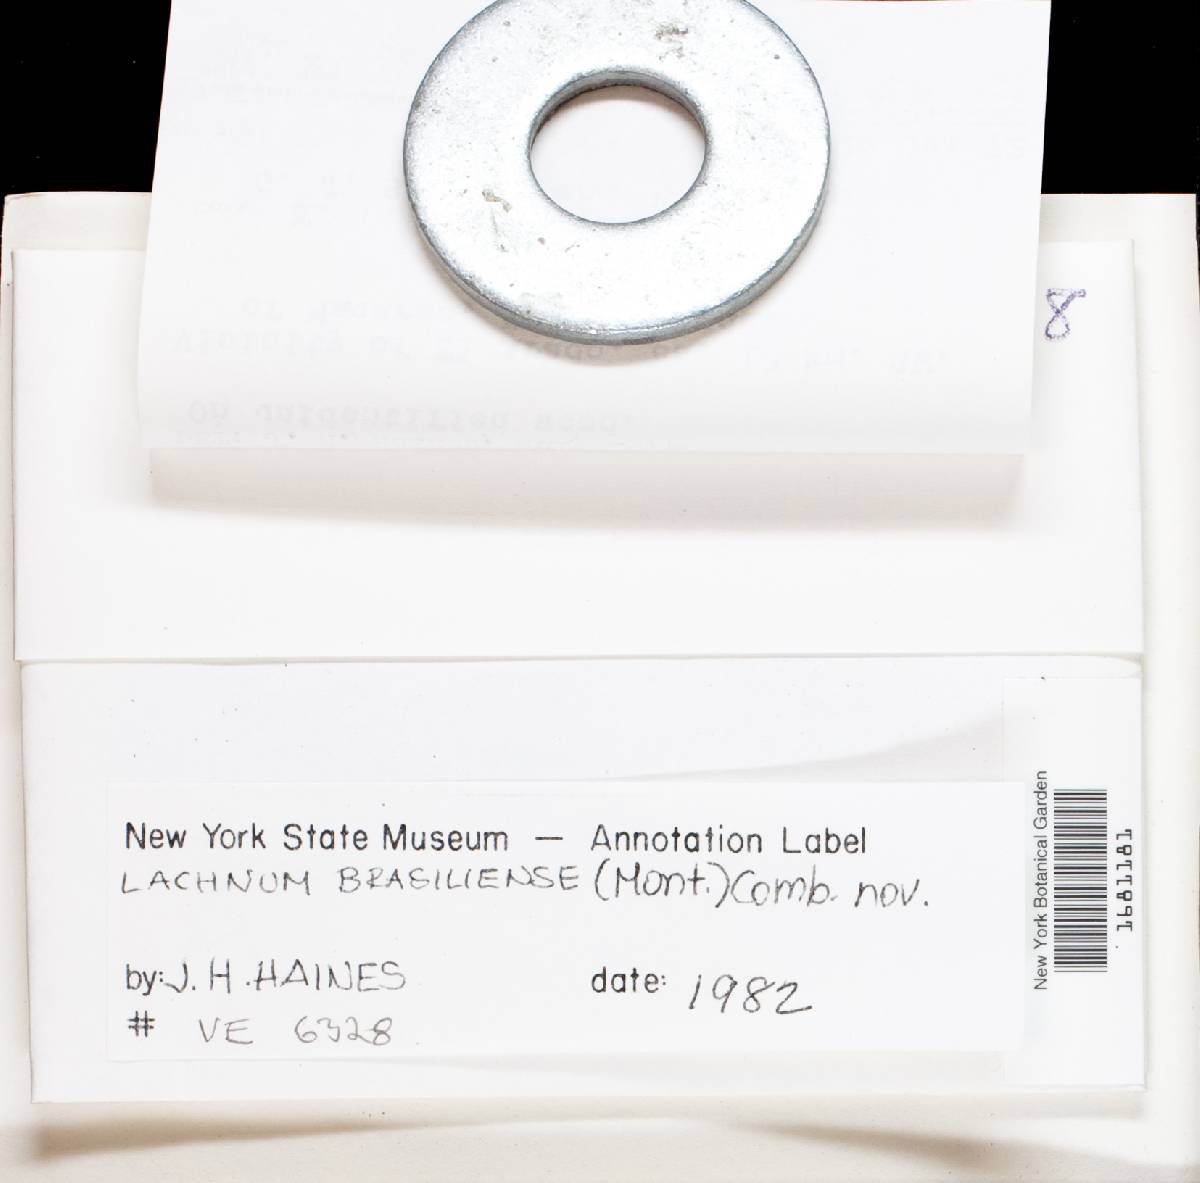 8
New York State Museum — Annotation Label
LACHNUM BRASILIENSE (Mont.) Comb. nov.
by: J. H. HAINES date: 1982
# VE 6328
New York Botanical Garden
1681181